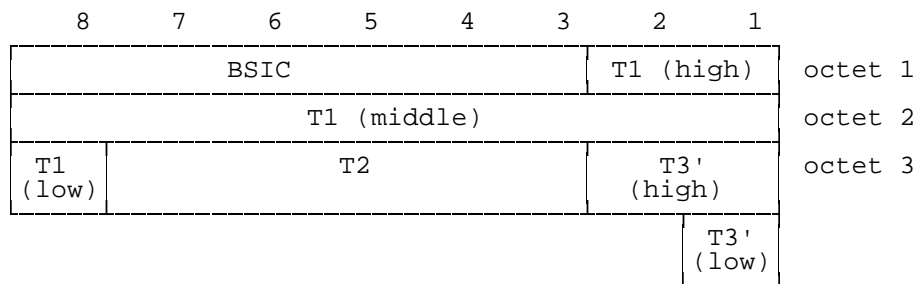 8 7 6 5 4 3 2 1
BSIC T1 (high) octet 1
T1 (middle) octet 2
T1 T2 T3' octet 3
(low) (high)
T3'
(low)